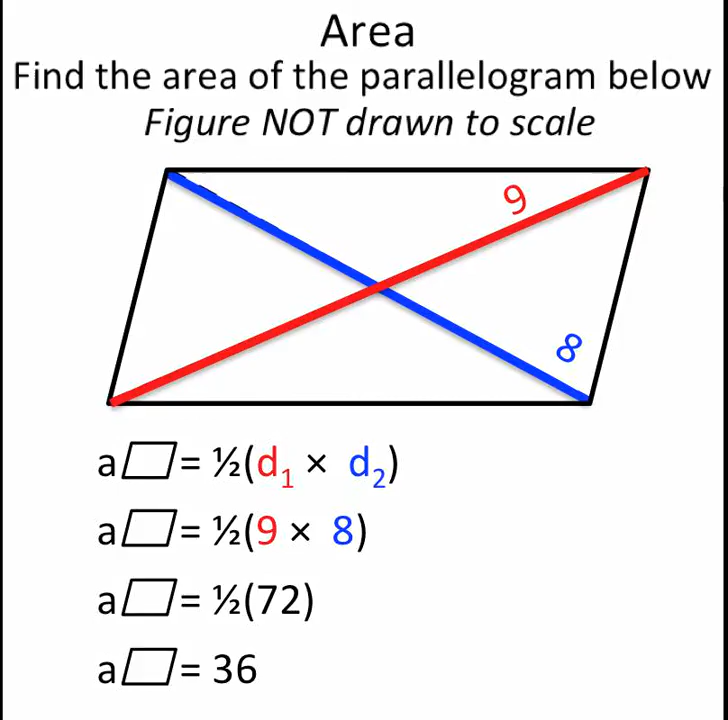 Area
Find the area of the parallelogram below
Figure NOT drawn to scale
9
8
a▱= ½(d₁ × d₂)
a▱= ½(9 × 8)
a▱= ½(72)
a▱= 36